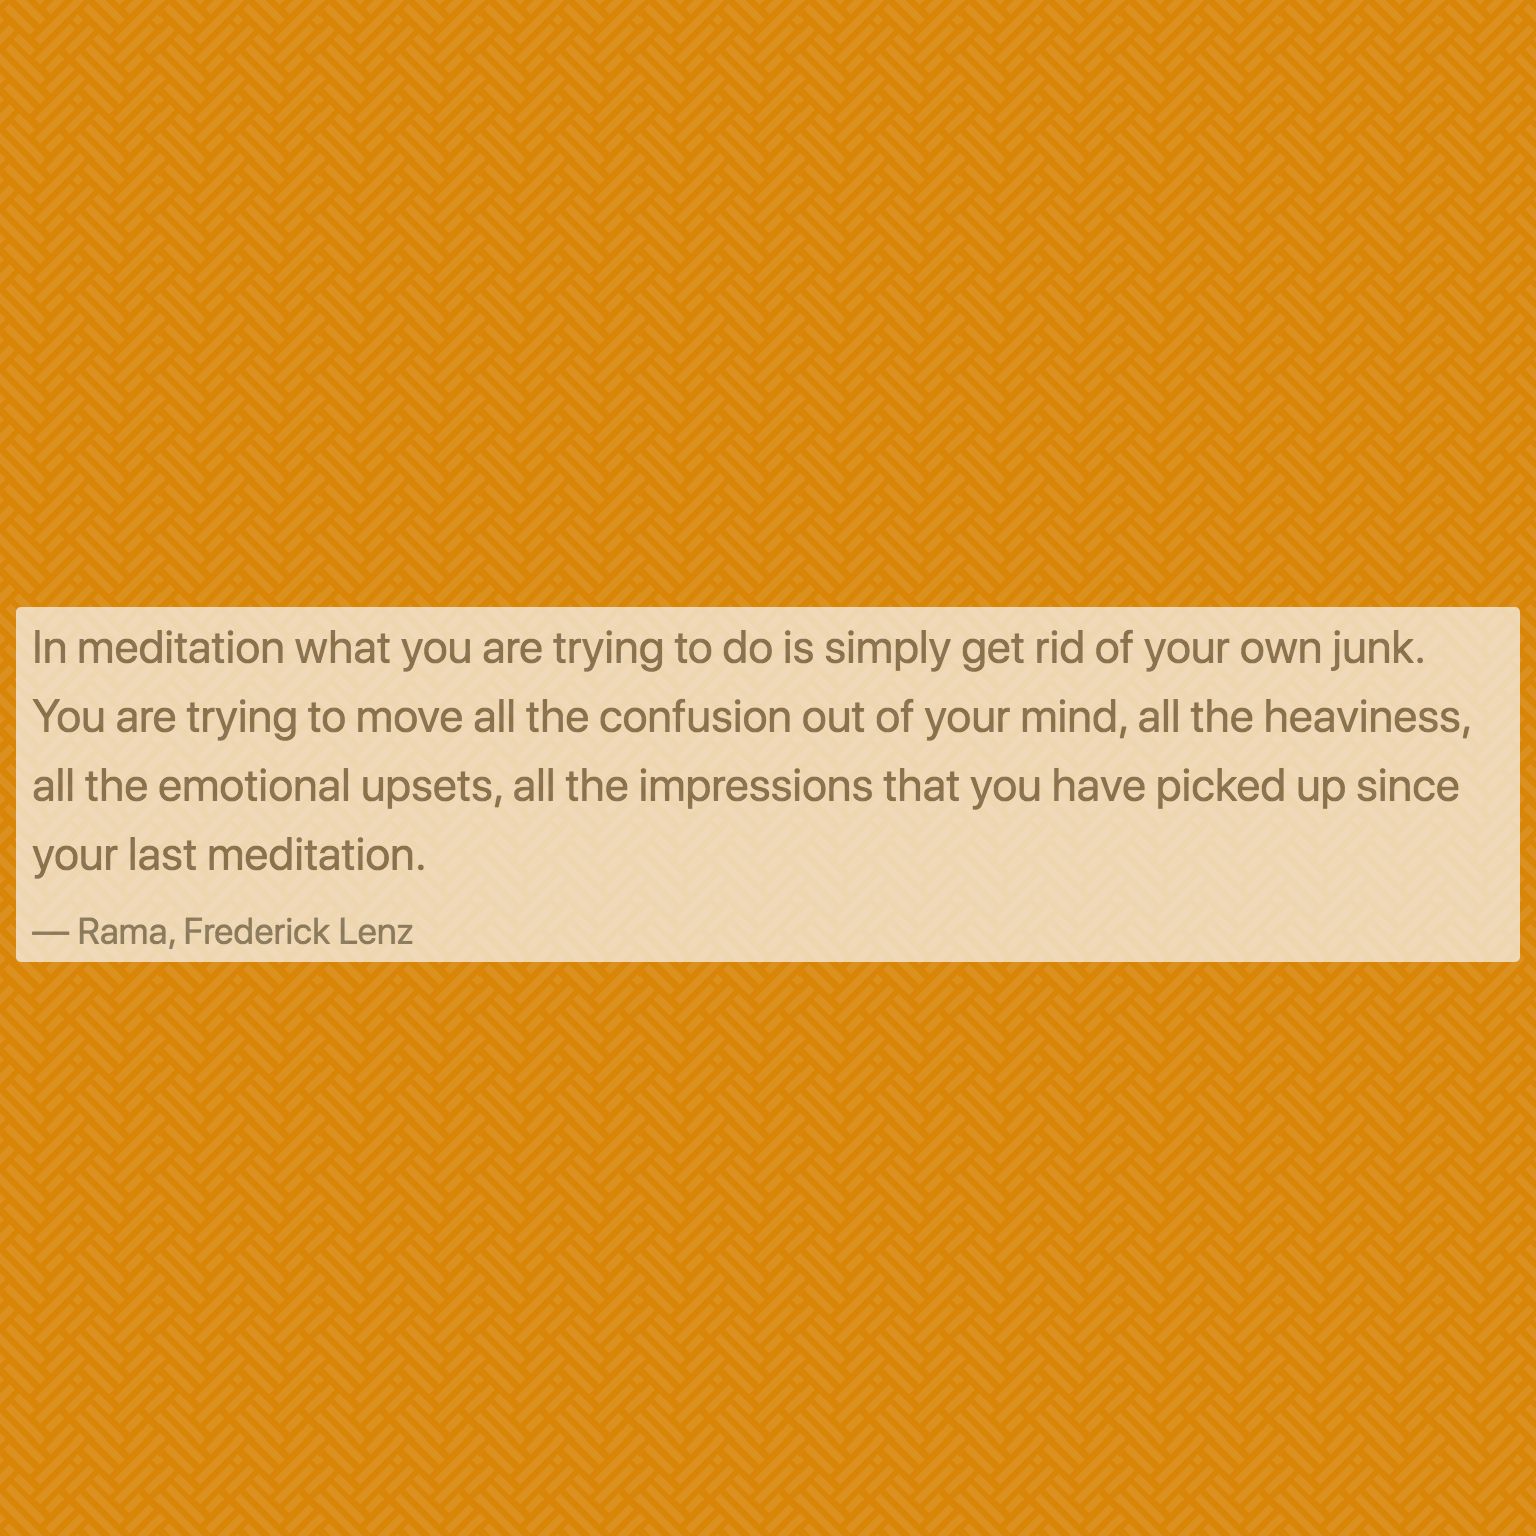 In meditation what you are trying to do is simply get rid of your own junk.
You are trying to move all the confusion out of your mind, all the heaviness,
all the emotional upsets, all the impressions that you have picked up since
your last meditation.
— Rama, Frederick Lenz